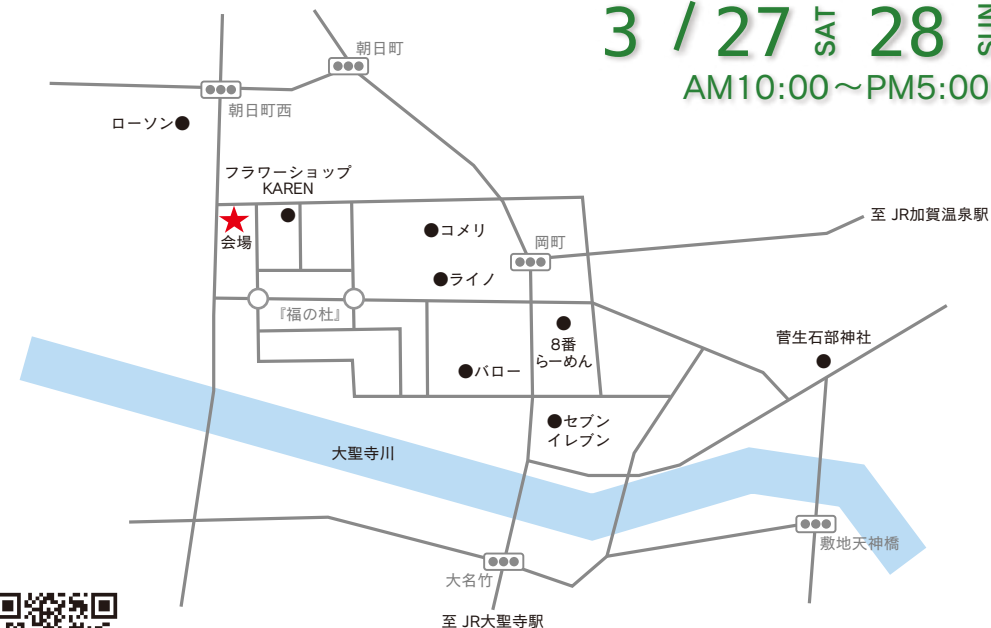 3 / 27 SAT 28 SUN
AM10:00～PM5:00
朝日町
朝日町西
ローソン
フラワーショップ
KAREN
会場
コメリ
岡町
至 JR加賀温泉駅
ライノ
『福の杜』
8番
らーめん
菅生石部神社
バロー
セブン
イレブン
大聖寺川
敷地天神橋
大名竹
至 JR大聖寺駅